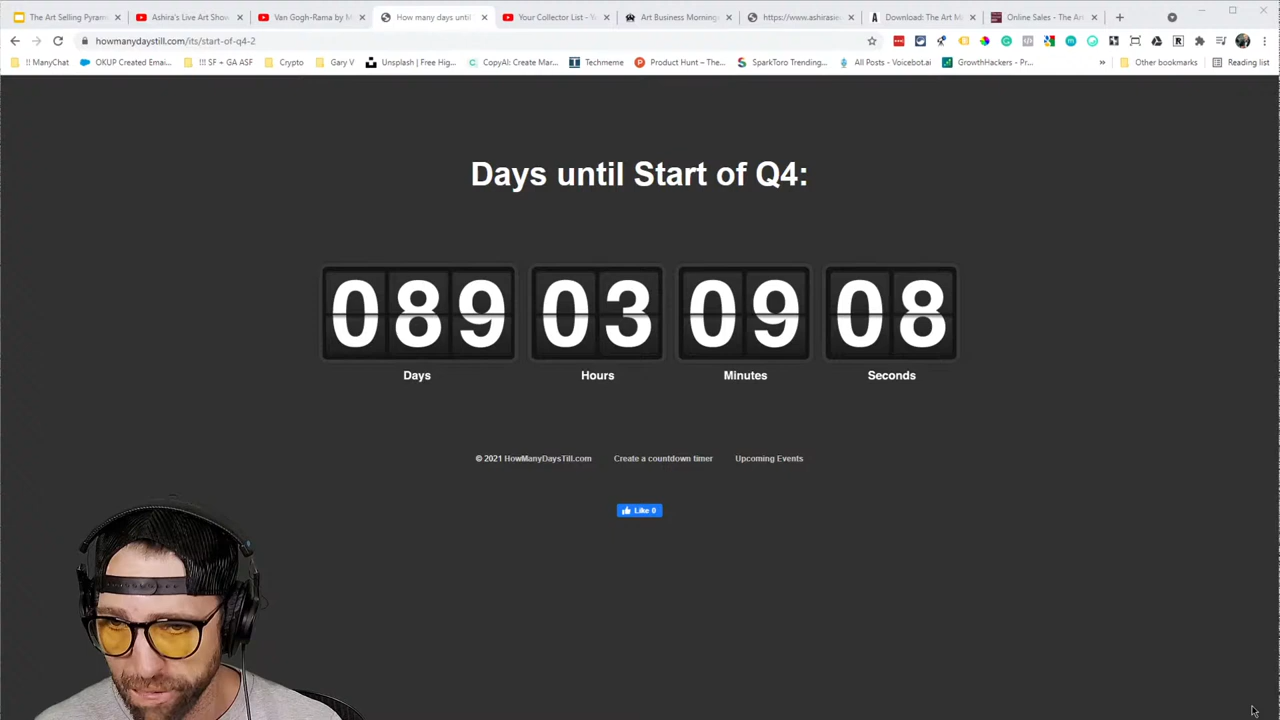 The Art Selling Pyram
Ashira's Live Art Show
Van Gogh-Rama by M
How many days until
Your Collector List -
Art Business Morning
https://www.ashirasie
Download: The Art M
Online Sales - The Ar
howmanydaystill.com/its/start-of-q4-2
!! ManyChat
OKUP Created Emai...
!!! SF ~ GA ASF
Crypto
Gary V
Unsplash | Free Hig...
CopyAI: Create Mar...
Techmeme
Product Hunt – The...
SparkToro Trending...
All Posts - Voicebot.ai
GrowthHackers - Pr...
»
Other bookmarks
Reading list
Days until Start of Q4:
089 03 09 08
Days Hours Minutes Seconds
© 2021 HowManyDaysTill.com Create a countdown timer Upcoming Events
Like 0